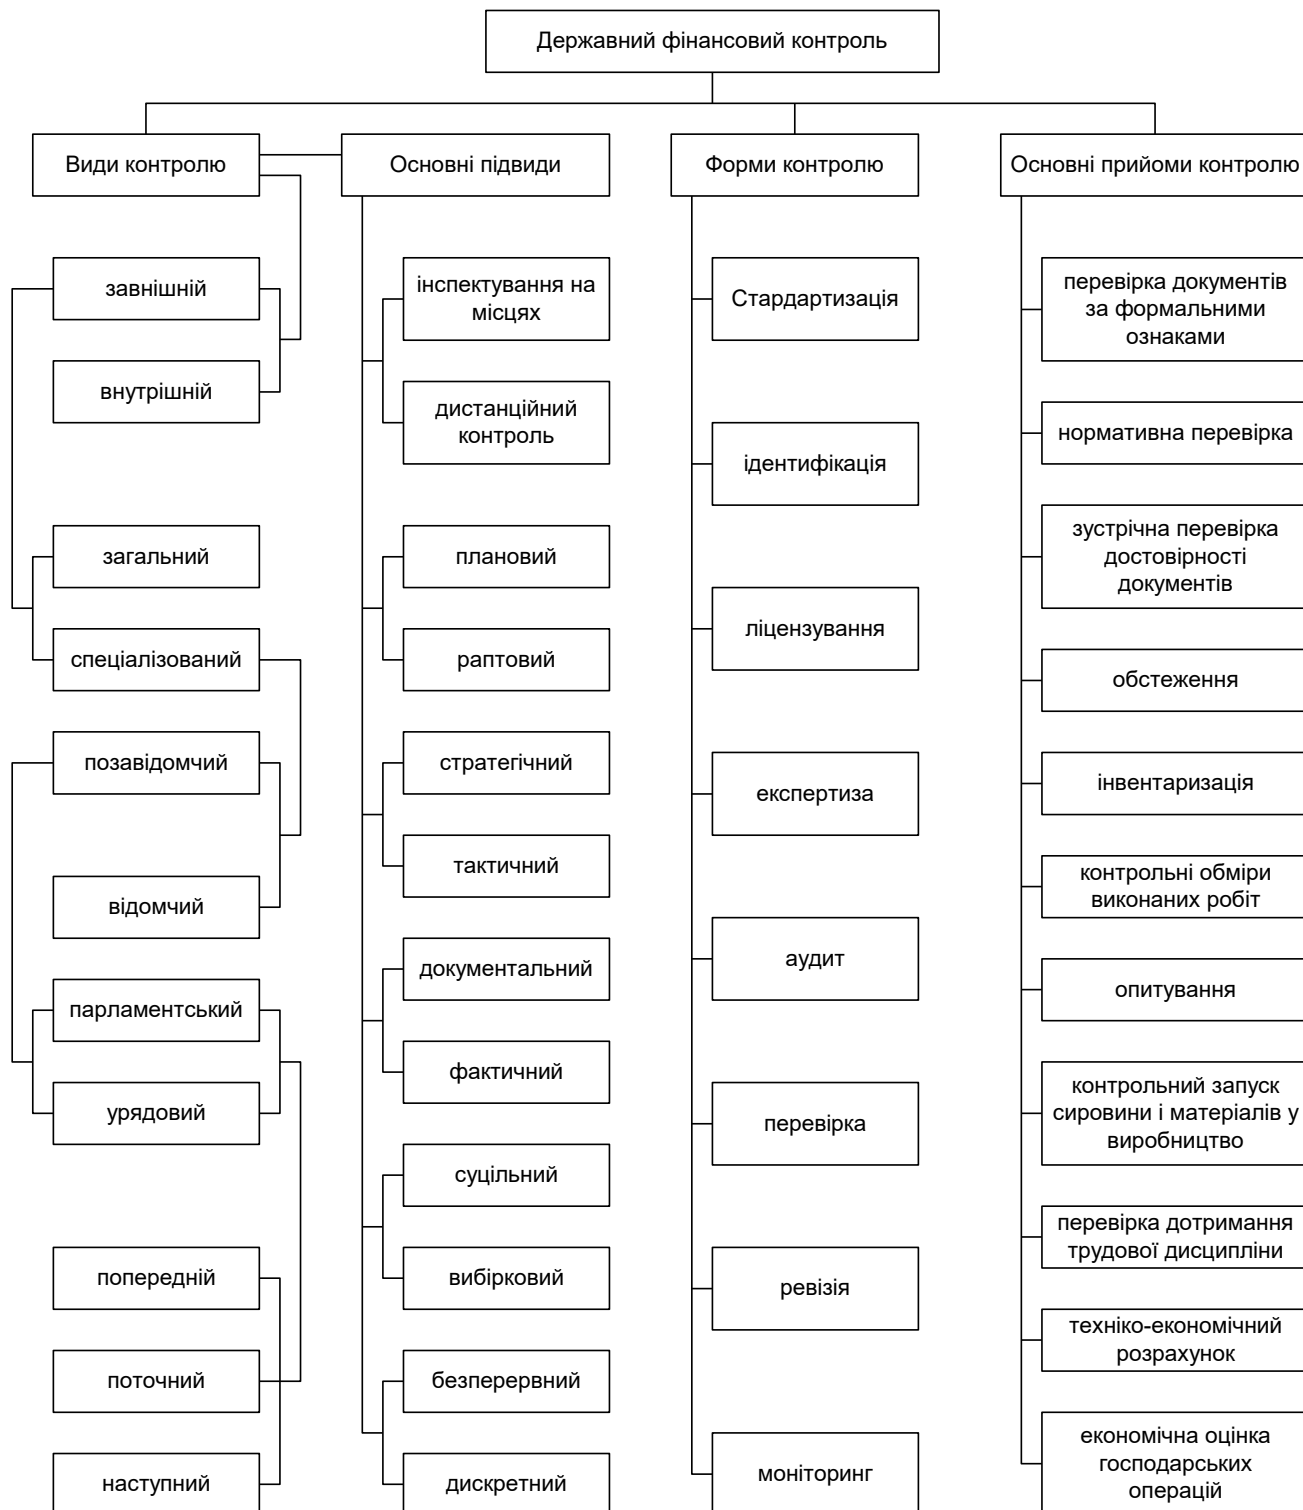 Державний фінансовий контроль
Види контролю
Основні підвиди
Форми контролю
Основні прийоми контролю
завнішній
внутрішній
загальний
спеціалізований
позавідомчий
відомчий
парламентський
урядовий
попередній
поточний
наступний
інспектування на
місцях
дистанційний
контроль
плановий
раптовий
стратегічний
тактичний
документальний
фактичний
суцільний
вибірковий
безперервний
дискретний
Стардартизація
ідентифікація
ліцензування
експертиза
аудит
перевірка
ревізія
моніторинг
перевірка документів
за формальними
ознаками
нормативна перевірка
зустрічна перевірка
достовірності
документів
обстеження
інвентаризація
контрольні обміри
виконаних робіт
опитування
контрольний запуск
сировини і матеріалів у
виробництво
перевірка дотримання
трудової дисципліни
техніко-економічний
розрахунок
економічна оцінка
господарських
операцій